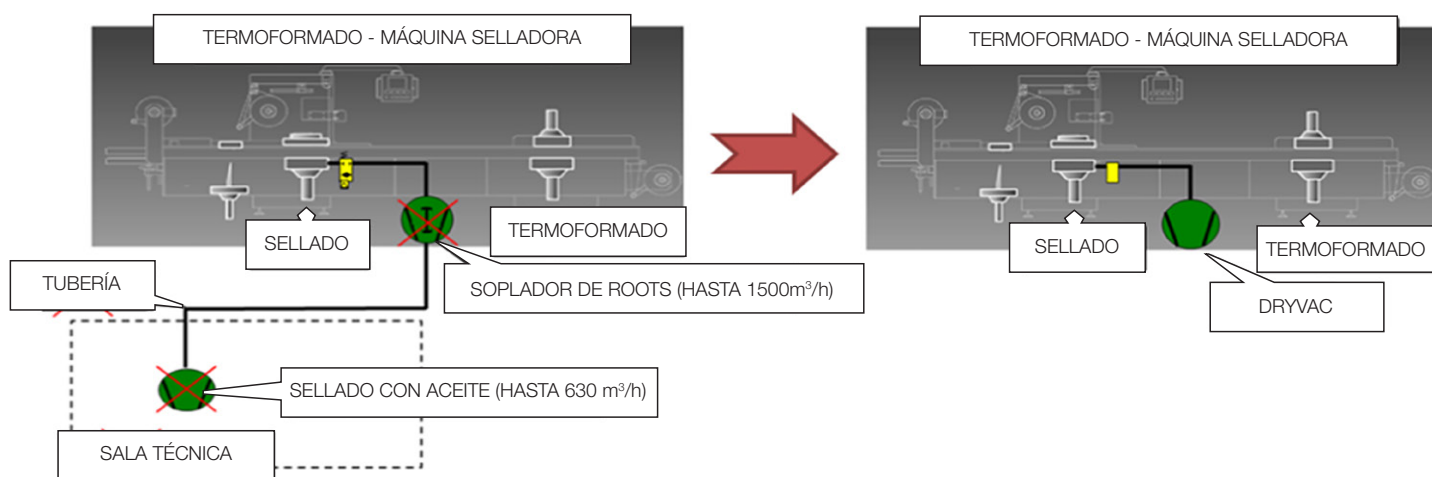 TERMOFORMADO - MÁQUINA SELLADORA
SELLADO
TERMOFORMADO
TUBERÍA
SOPLADOR DE ROOTS (HASTA 1500m³/h)
SELLADO CON ACEITE (HASTA 630 m³/h)
SALA TÉCNICA
TERMOFORMADO - MÁQUINA SELLADORA
SELLADO
TERMOFORMADO
DRYVAC